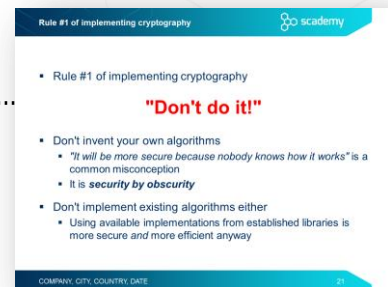 Rule #1 of implementing cryptography
scademy
...
▪ Rule #1 of implementing cryptography
"Don't do it!"
▪ Don't invent your own algorithms
▪ "It will be more secure because nobody knows how it works" is a
common misconception
▪ It is security by obscurity
▪ Don't implement existing algorithms either
▪ Using available implementations from established libraries is
more secure and more efficient anyway
COMPANY, CITY, COUNTRY, DATE
21